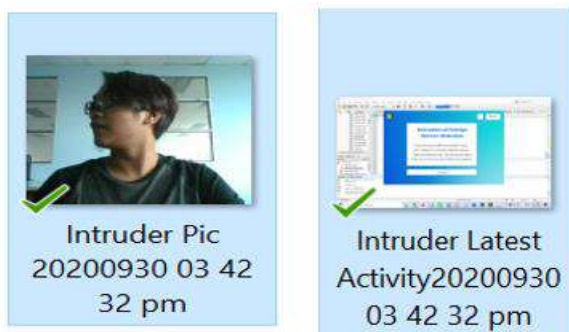 Intruder Pic
20200930 03 42
32 pm
Intruder Latest
Activity20200930
03 42 32 pm